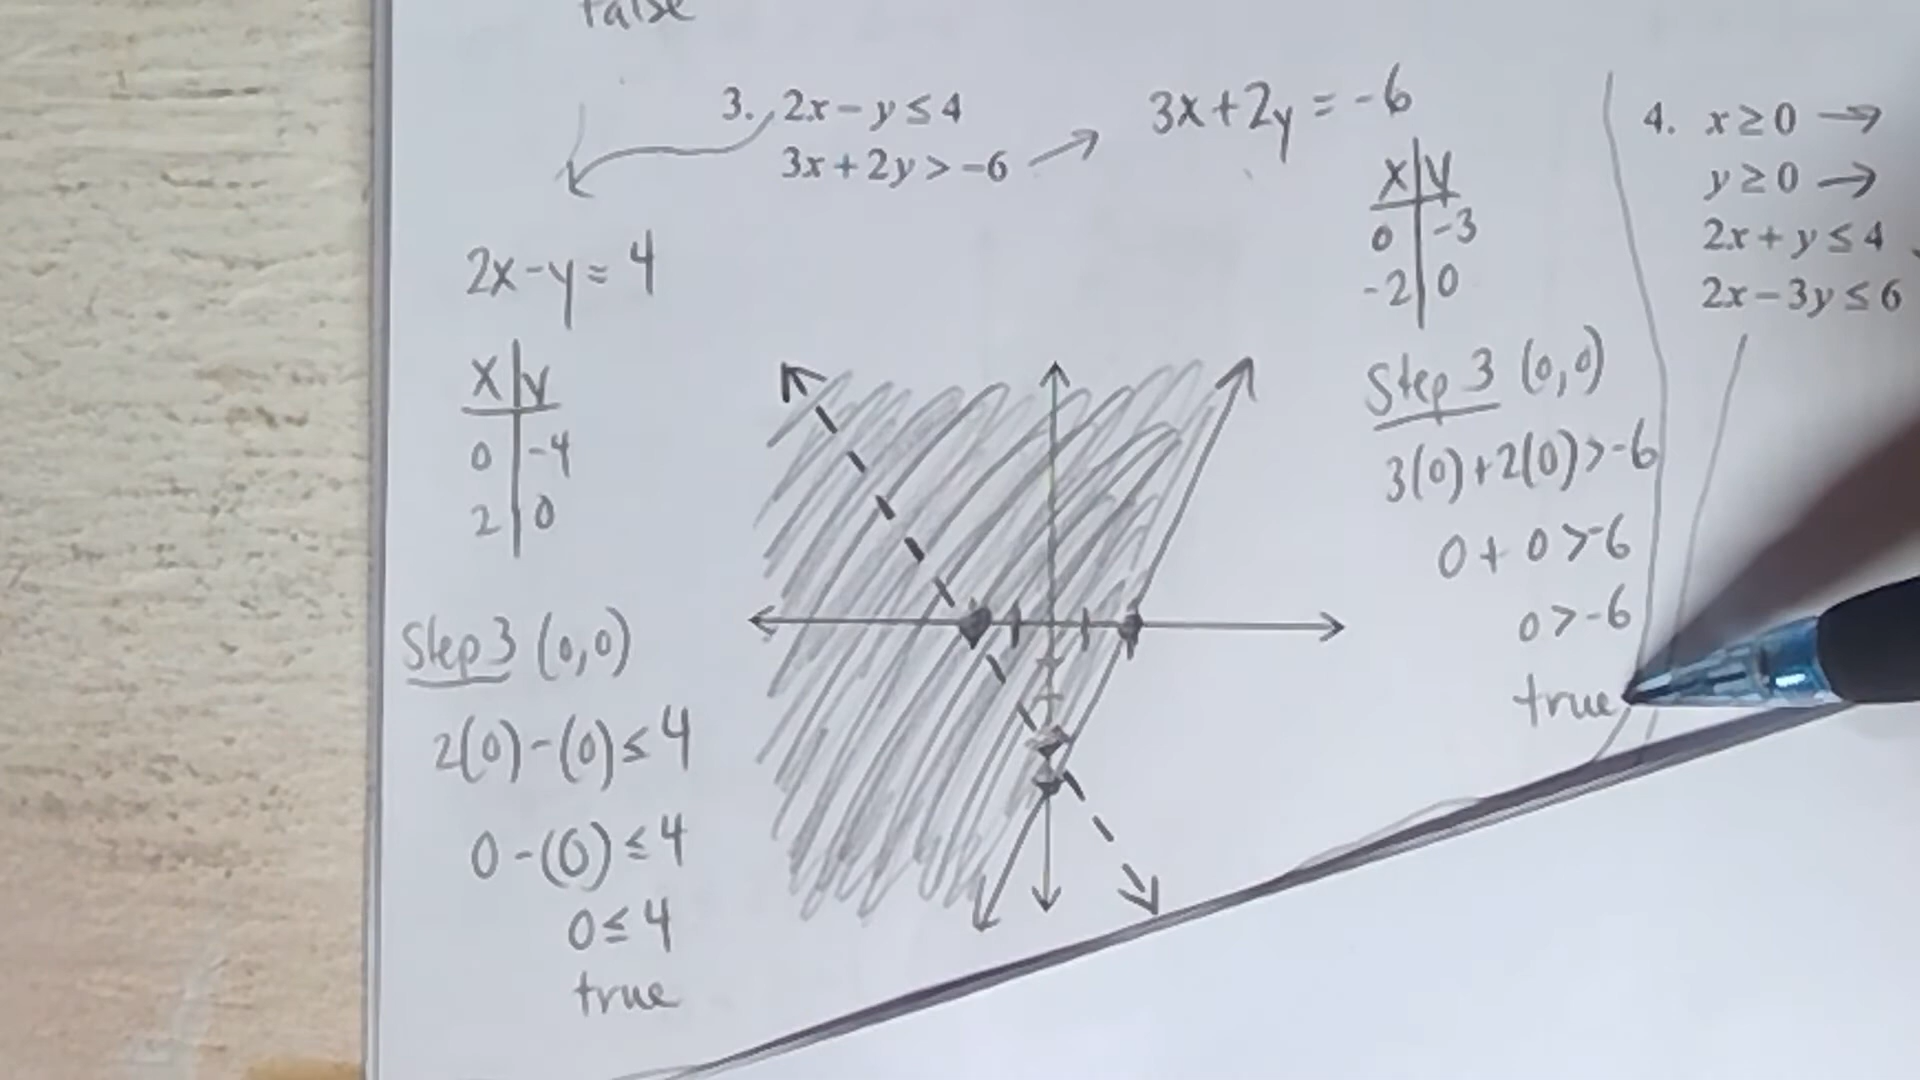 false
3. 2x − y ≤ 4
3x + 2y > −6
2x - y = 4
x y
0 -4
2 0
Step 3 (0,0)
2(0) - (0) ≤ 4
0 - (0) ≤ 4
0 ≤ 4
true
3x + 2y = -6
x y
0 -3
-2 0
Step 3 (0,0)
3(0) + 2(0) > -6
0 + 0 > -6
0 > -6
true
4. x ≥ 0 →
y ≥ 0 →
2x + y ≤ 4
2x − 3y ≤ 6